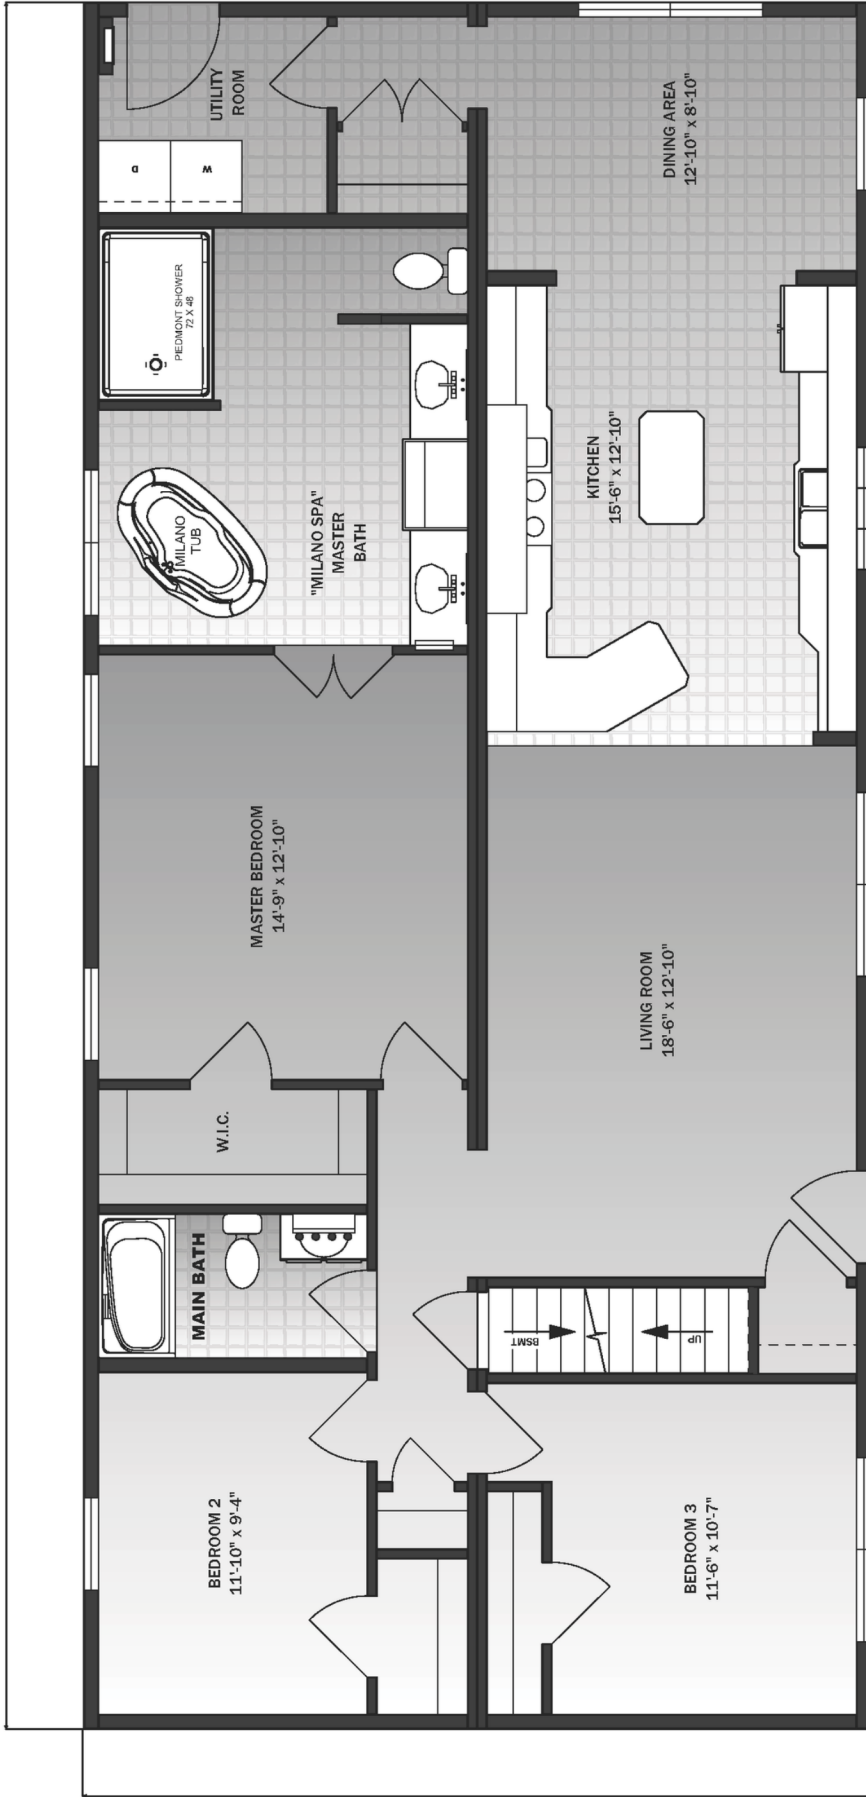 UTILITY
ROOM
D
W
DINING AREA
12'-10" x 8'-10"
PIEDMONT SHOWER
72 X 48
MILANO
TUB
"MILANO SPA"
MASTER
BATH
KITCHEN
15'-6" x 12'-10"
MASTER BEDROOM
14'-9" x 12'-10"
LIVING ROOM
18'-6" x 12'-10"
W.I.C.
MAIN BATH
BSMT
UP
BEDROOM 2
11'-10" x 9'-4"
BEDROOM 3
11'-6" x 10'-7"